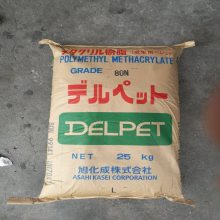 メタクリル樹脂
POLYMETHYL METHACRYLATE
GRADE 80N
デルペット
DELPET
NET 25 Kg
旭化成株式会社
ASAHI KASEI CORPORATION
L